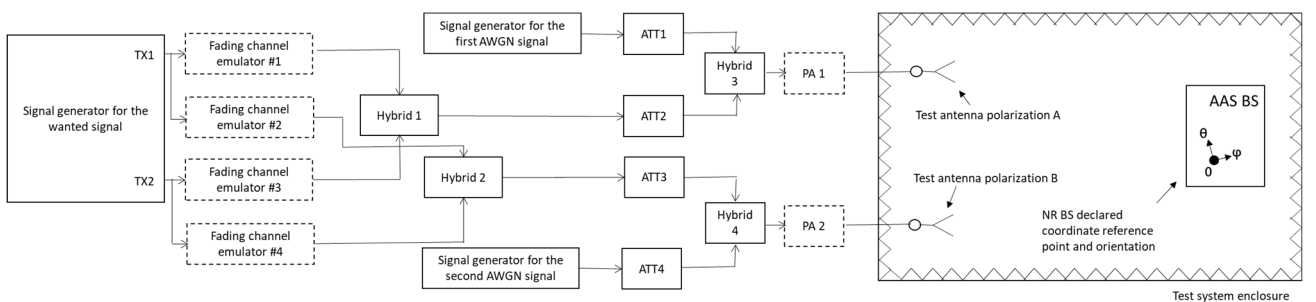 TX1
TX2
Signal generator for the
wanted signal
Fading channel
emulator #1
Fading channel
emulator #2
Fading channel
emulator #3
Fading channel
emulator #4
Hybrid 1
Hybrid 2
Signal generator for the
first AWGN signal
Signal generator for the
second AWGN signal
ATT1
ATT2
ATT3
ATT4
Hybrid
3
Hybrid
4
PA 1
PA 2
Test antenna polarization A
Test antenna polarization B
AAS BS
θ
φ
0
NR BS declared
coordinate reference
point and orientation
Test system enclosure